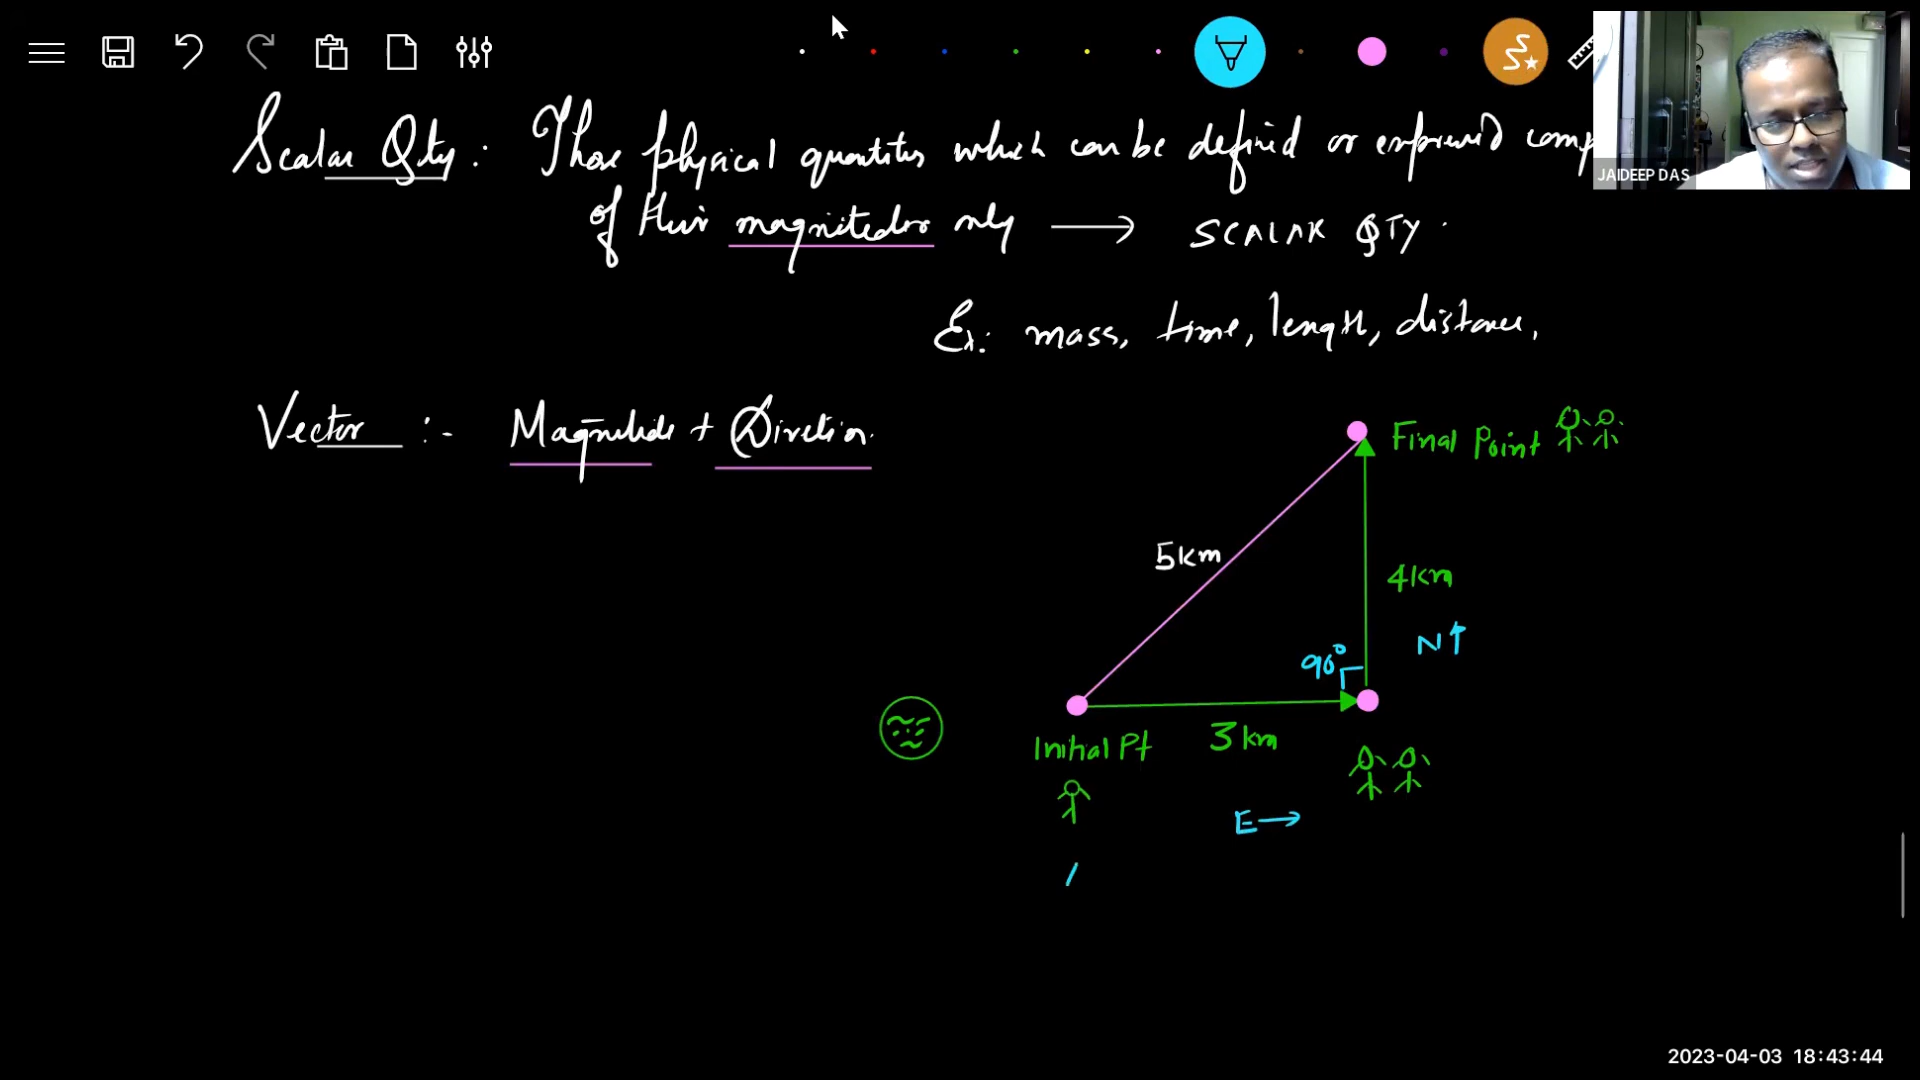 Scalar Qty : Those physical quantities which can be defined or expressed comp
JAIDEEP DAS
of their magnitudes only → SCALAR QTY.
Ex: mass, time, length, distance,
Vector :- Magnitude + Direction.
Final Point
5km
4km
N↑
90°
3 km
Initial Pt
E→
2023-04-03 18:43:44